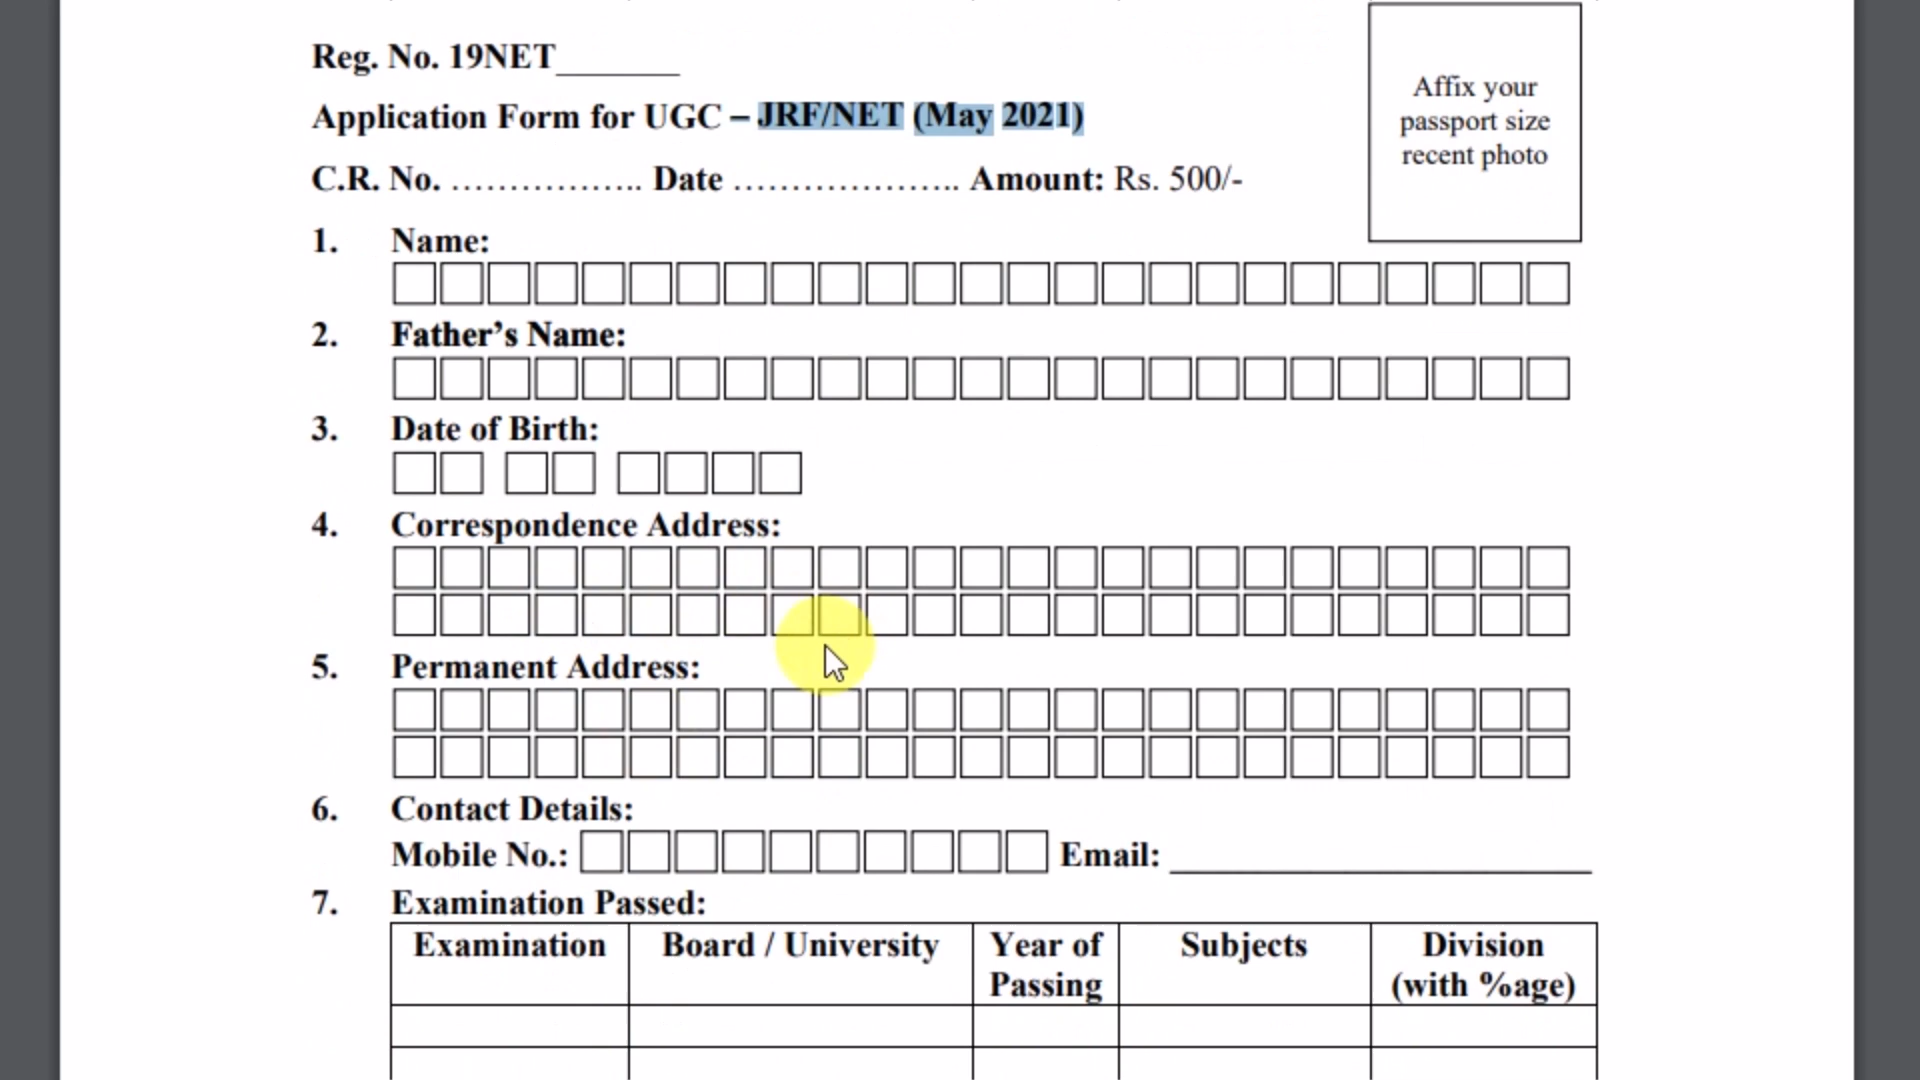 Reg. No. 19NET_______
Application Form for UGC – JRF/NET (May 2021)
C.R. No. ……………... Date ………………….. Amount: Rs. 500/-
Affix your
passport size
recent photo
1. Name:
2. Father’s Name:
3. Date of Birth:
4. Correspondence Address:
5. Permanent Address:
6. Contact Details:
Mobile No.: Email: ________________________
7. Examination Passed:
Examination Board / University Year of Passing Subjects Division (with %age)